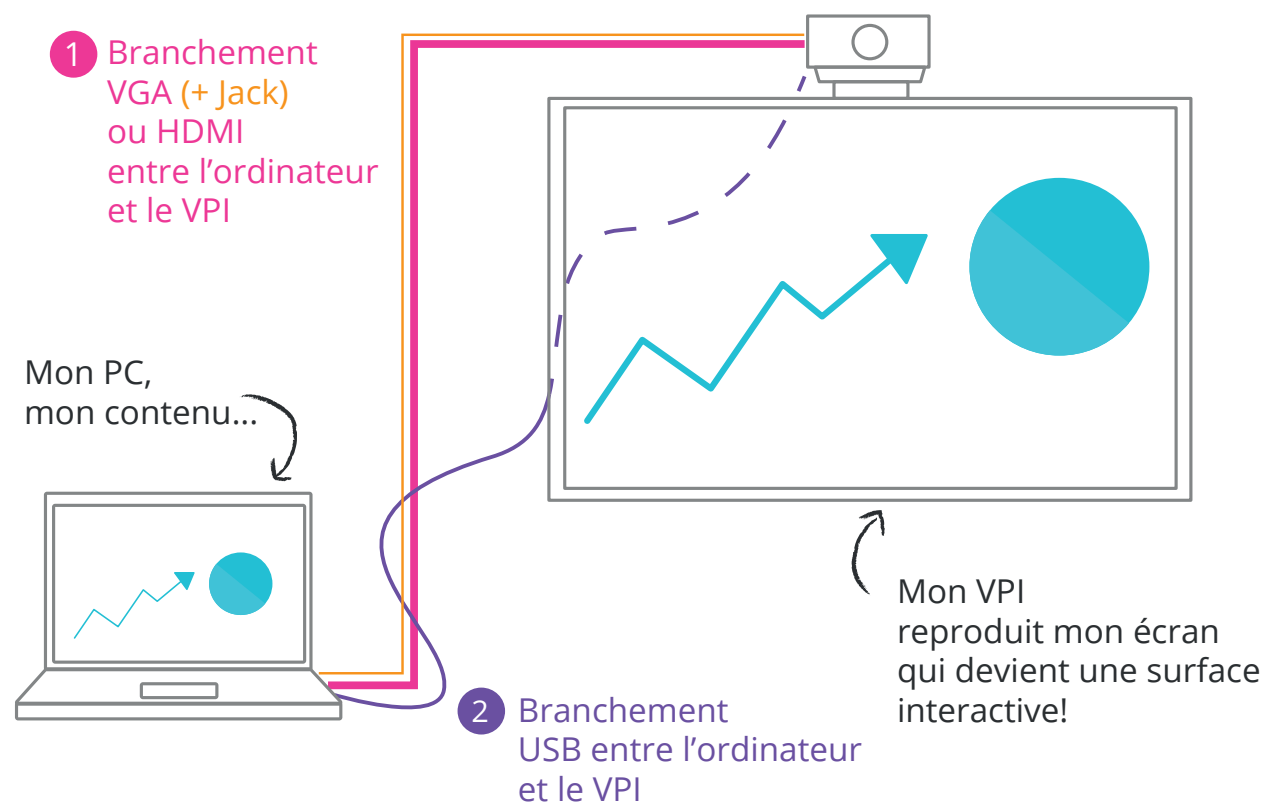 1 Branchement
VGA (+ Jack)
ou HDMI
entre l’ordinateur
et le VPI
Mon PC,
mon contenu...
Mon VPI
reproduit mon écran
qui devient une surface
interactive!
2 Branchement
USB entre l’ordinateur
et le VPI